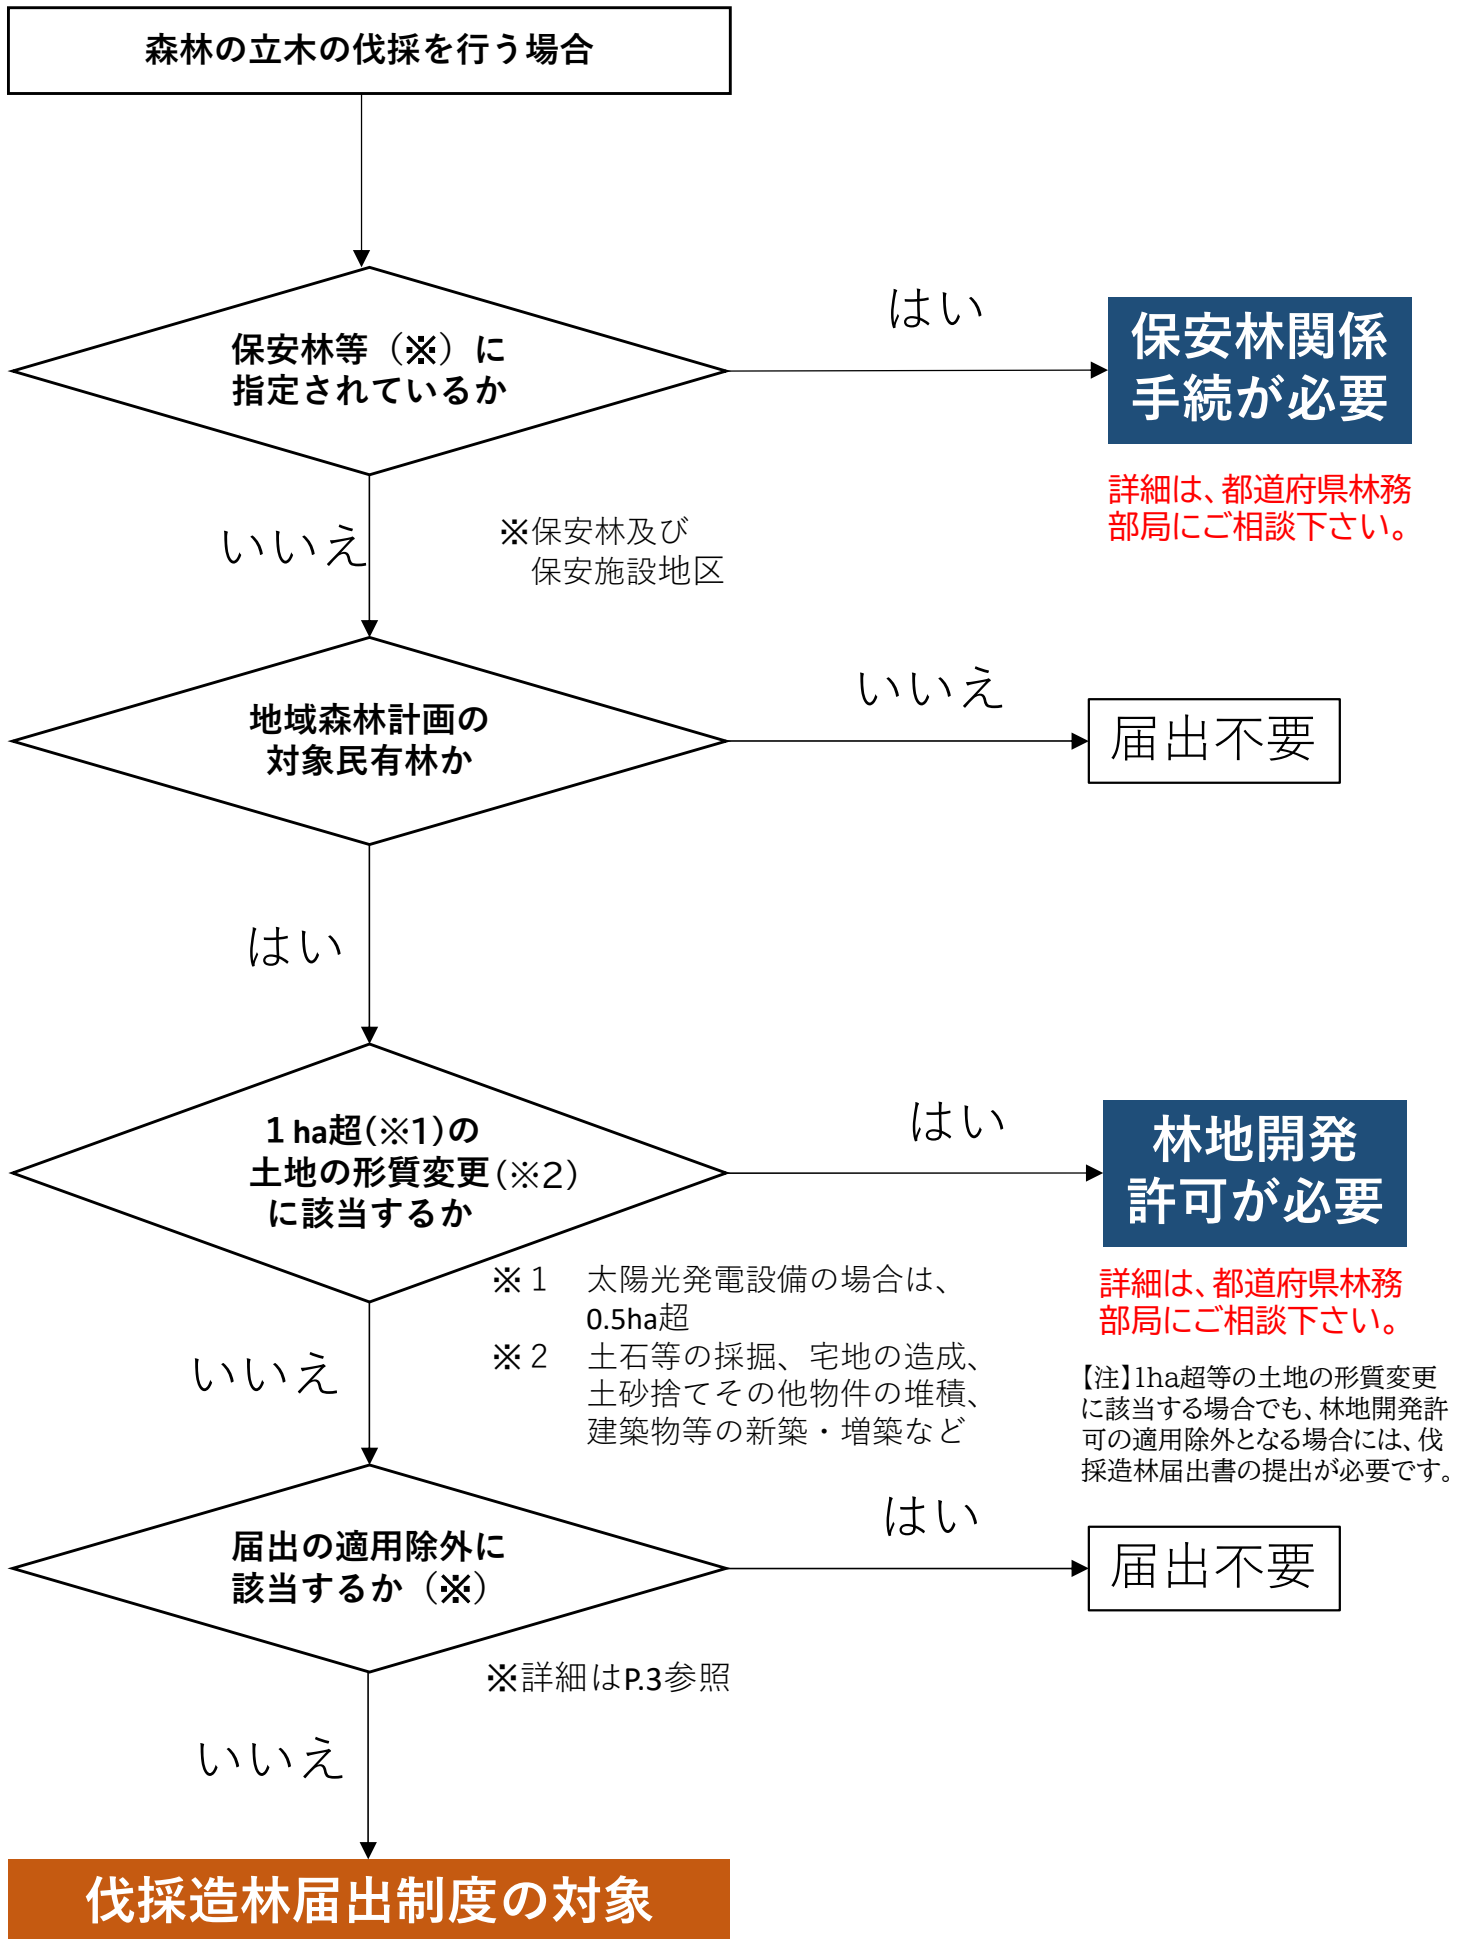 森林の立木の伐採を行う場合
保安林等（※）に
指定されているか
はい
保安林関係
手続が必要
詳細は、都道府県林務
部局にご相談下さい。
いいえ
※保安林及び
保安施設地区
地域森林計画の
対象民有林か
いいえ
届出不要
はい
１ha超(※1)の
土地の形質変更(※2)
に該当するか
はい
林地開発
許可が必要
詳細は、都道府県林務
部局にご相談下さい。
【注】1ha超等の土地の形質変更
に該当する場合でも、林地開発許
可の適用除外となる場合には、伐
採造林届出書の提出が必要です。
いいえ
※１　太陽光発電設備の場合は、
0.5ha超
※２　土石等の採掘、宅地の造成、
土砂捨てその他物件の堆積、
建築物等の新築・増築など
届出の適用除外に
該当するか（※）
はい
届出不要
※詳細はP.3参照
いいえ
伐採造林届出制度の対象